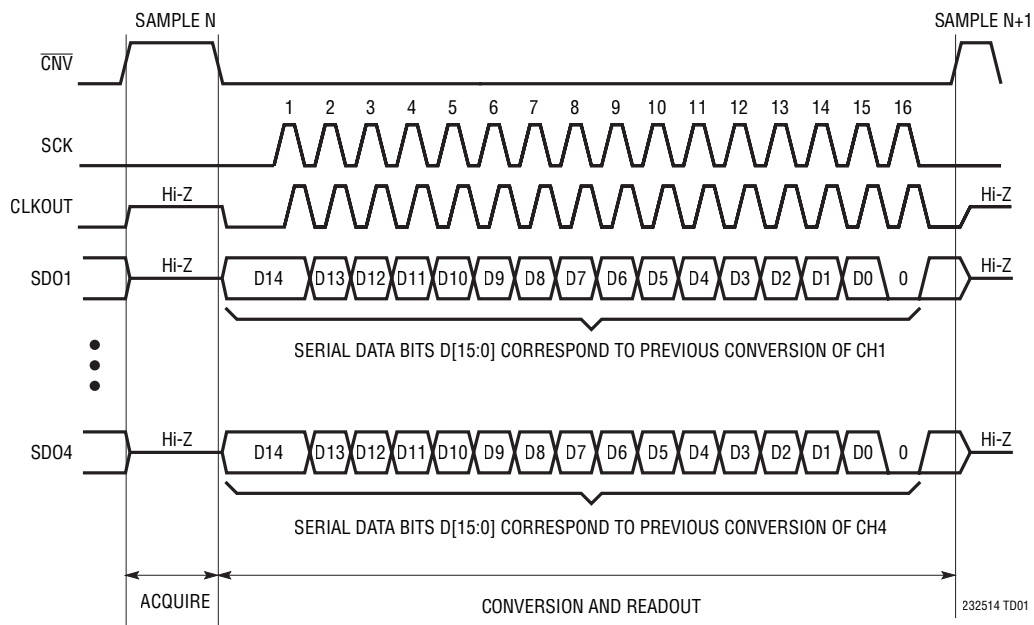 SAMPLE N SAMPLE N+1
CNV
1 2 3 4 5 6 7 8 9 10 11 12 13 14 15 16
SCK
CLKOUT Hi-Z Hi-Z
SDO1 Hi-Z D14 D13 D12 D11 D10 D9 D8 D7 D6 D5 D4 D3 D2 D1 D0 0 Hi-Z
SERIAL DATA BITS D[15:0] CORRESPOND TO PREVIOUS CONVERSION OF CH1
SDO4 Hi-Z D14 D13 D12 D11 D10 D9 D8 D7 D6 D5 D4 D3 D2 D1 D0 0 Hi-Z
SERIAL DATA BITS D[15:0] CORRESPOND TO PREVIOUS CONVERSION OF CH4
ACQUIRE CONVERSION AND READOUT 232514 TD01